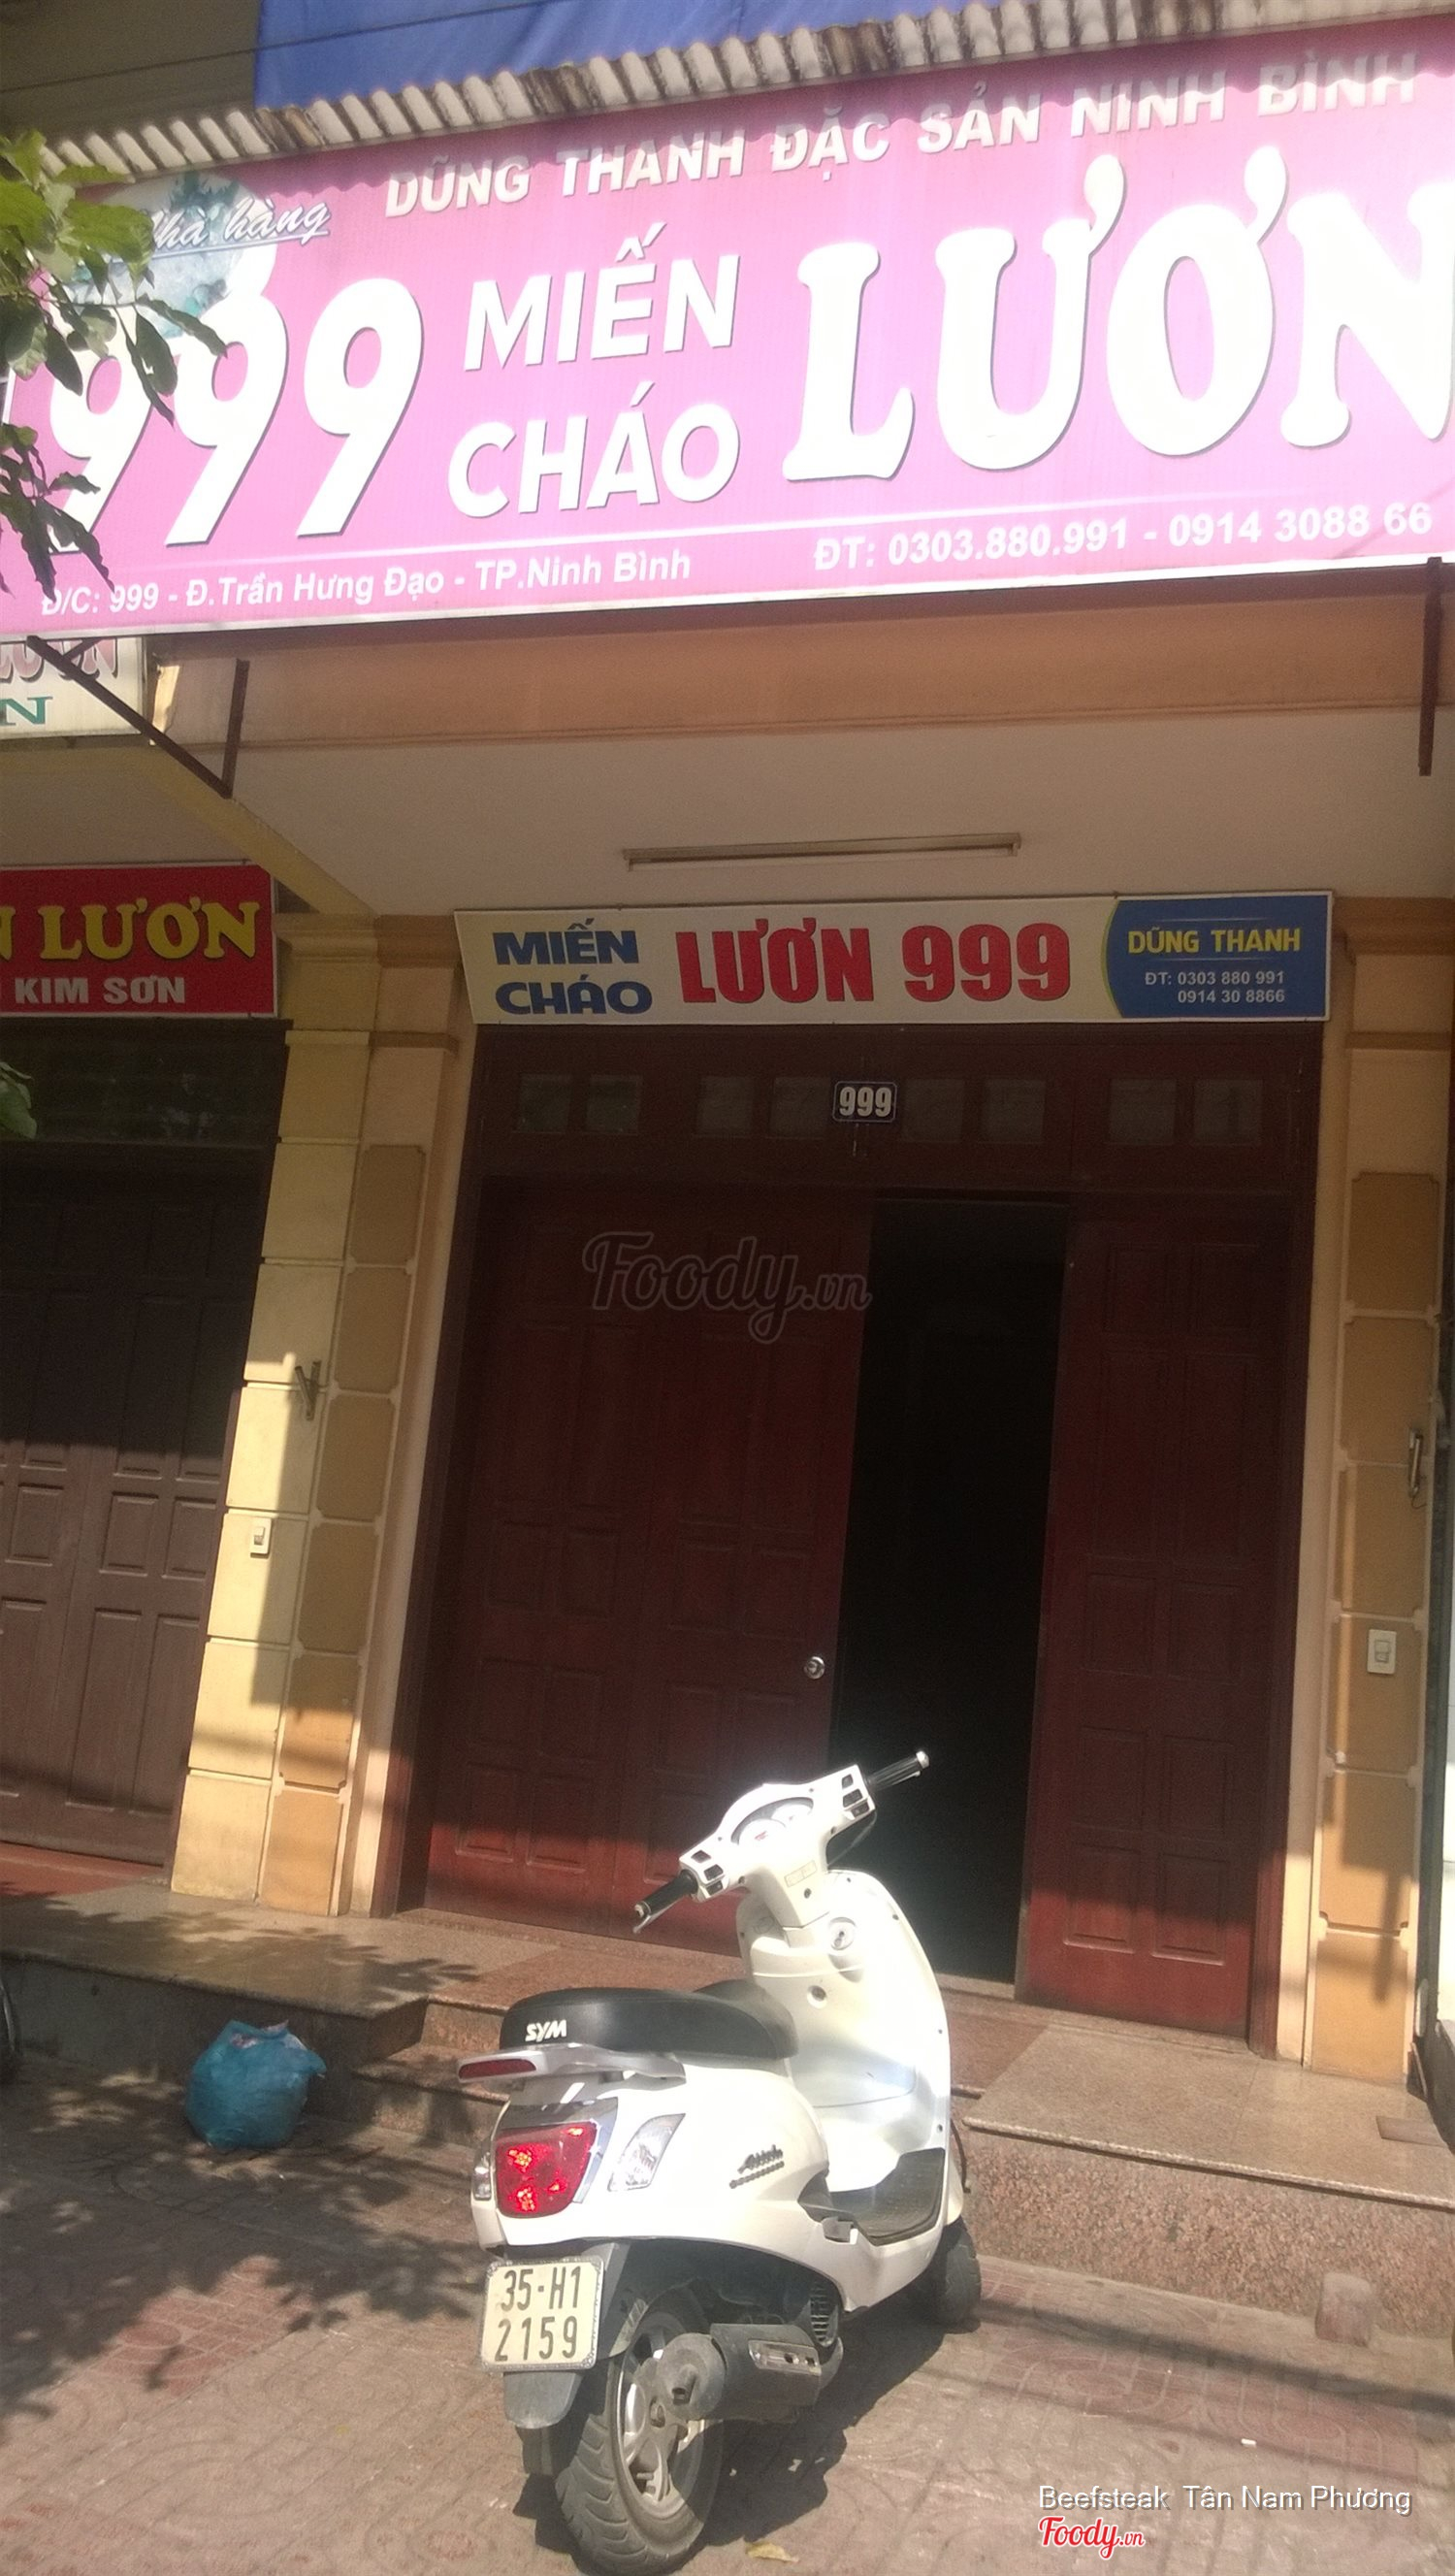 DŨNG THANH ĐẶC SẢN NINH BÌNH
Nhà hàng
999
MIẾN
CHÁO
LƯƠN
Đ/C: 999 - Đ.Trần Hưng Đạo - TP.Ninh Bình
ĐT: 0303.880.991 - 0914 3088 66
LƯƠN
N
N LƯƠN
KIM SƠN
MIẾN
CHÁO
LƯƠN 999
DŨNG THANH
ĐT: 0303 880 991
0914 30 8866
999
Foody.vn
SYM
Attila
35-H1
2159
Beefsteak Tân Nam Phương
Foody.vn